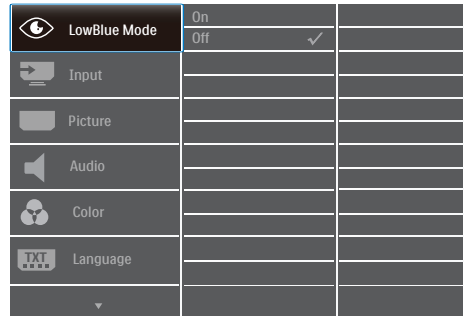 LowBlue Mode
On
Off
Input
Picture
Audio
Color
TXT
Language